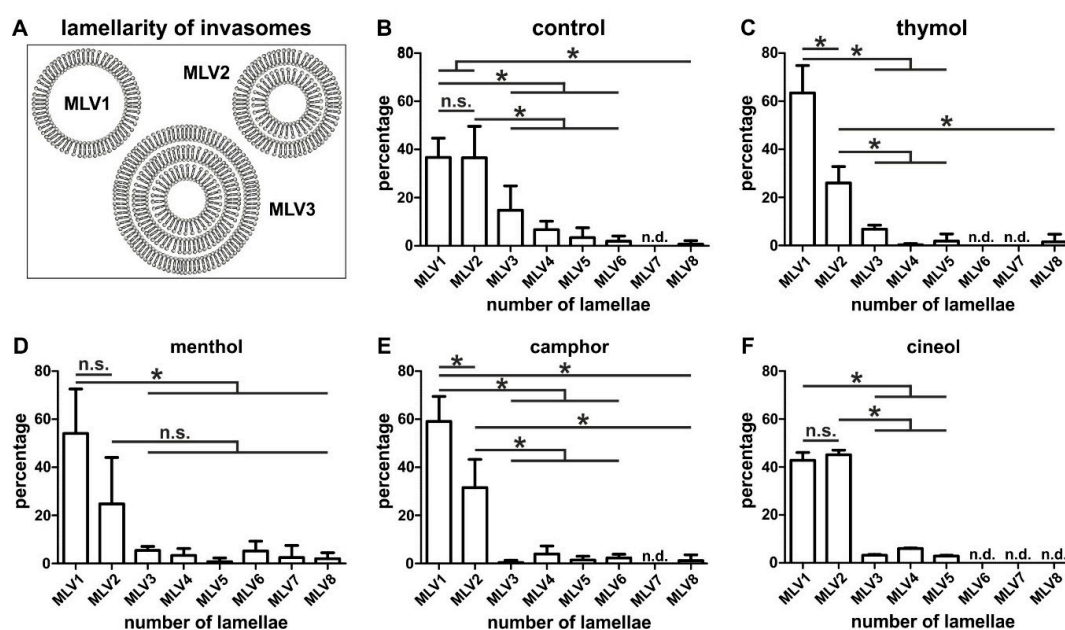 A lamellarity of invasomes
MLV1
MLV2
MLV3
B control
percentage
80
60
40
20
0
*
*
n.s.
*
n.d.
MLV1 MLV2 MLV3 MLV4 MLV5 MLV6 MLV7 MLV8
number of lamellae
C thymol
percentage
80
60
40
20
0
*
*
*
*
n.d. n.d.
MLV1 MLV2 MLV3 MLV4 MLV5 MLV6 MLV7 MLV8
number of lamellae
D menthol
percentage
80
60
40
20
0
n.s.
*
n.s.
MLV1 MLV2 MLV3 MLV4 MLV5 MLV6 MLV7 MLV8
number of lamellae
E camphor
percentage
80
60
40
20
0
*
*
*
*
*
n.d.
MLV1 MLV2 MLV3 MLV4 MLV5 MLV6 MLV7 MLV8
number of lamellae
F cineol
percentage
80
60
40
20
0
*
*
n.s.
n.d. n.d. n.d.
MLV1 MLV2 MLV3 MLV4 MLV5 MLV6 MLV7 MLV8
number of lamellae